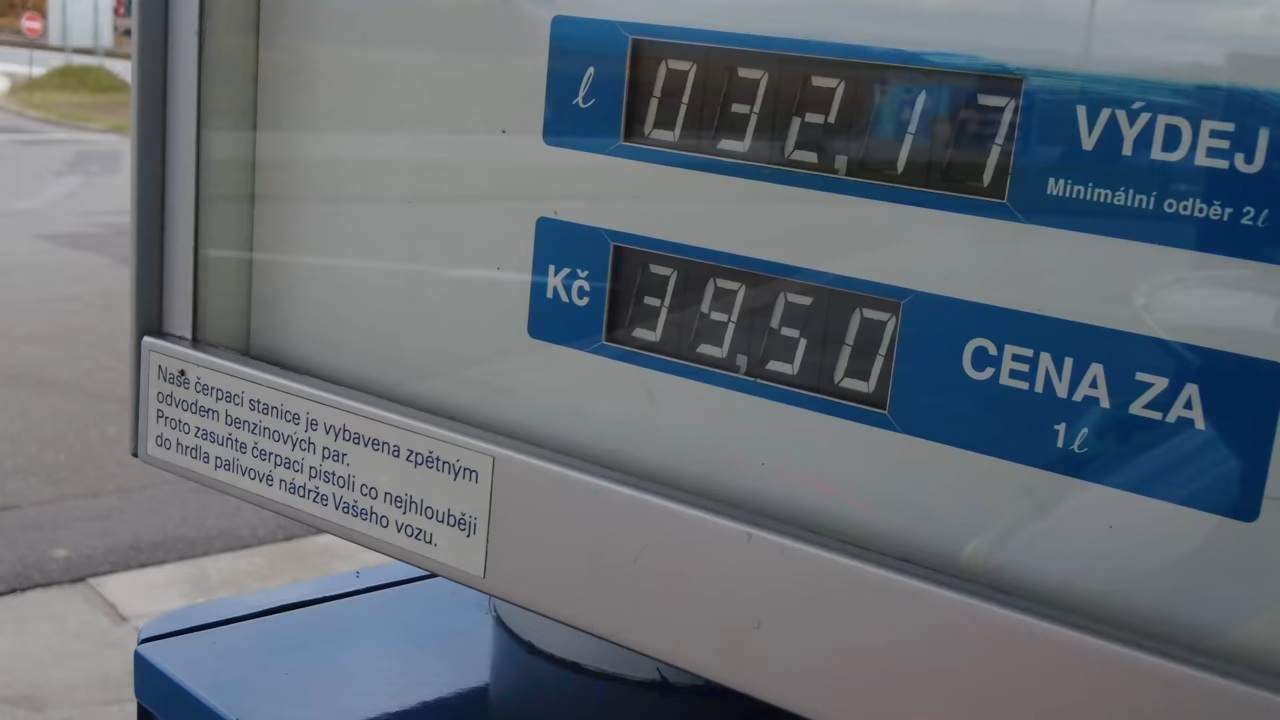 ℓ 032,17 VÝDEJ
Minimální odběr 2ℓ
Kč 39,50 CENA ZA
1ℓ
Naše čerpací stanice je vybavena zpětným
odvodem benzinových par.
Proto zasuňte čerpací pistoli co nejhlouběji
do hrdla palivové nádrže Vašeho vozu.